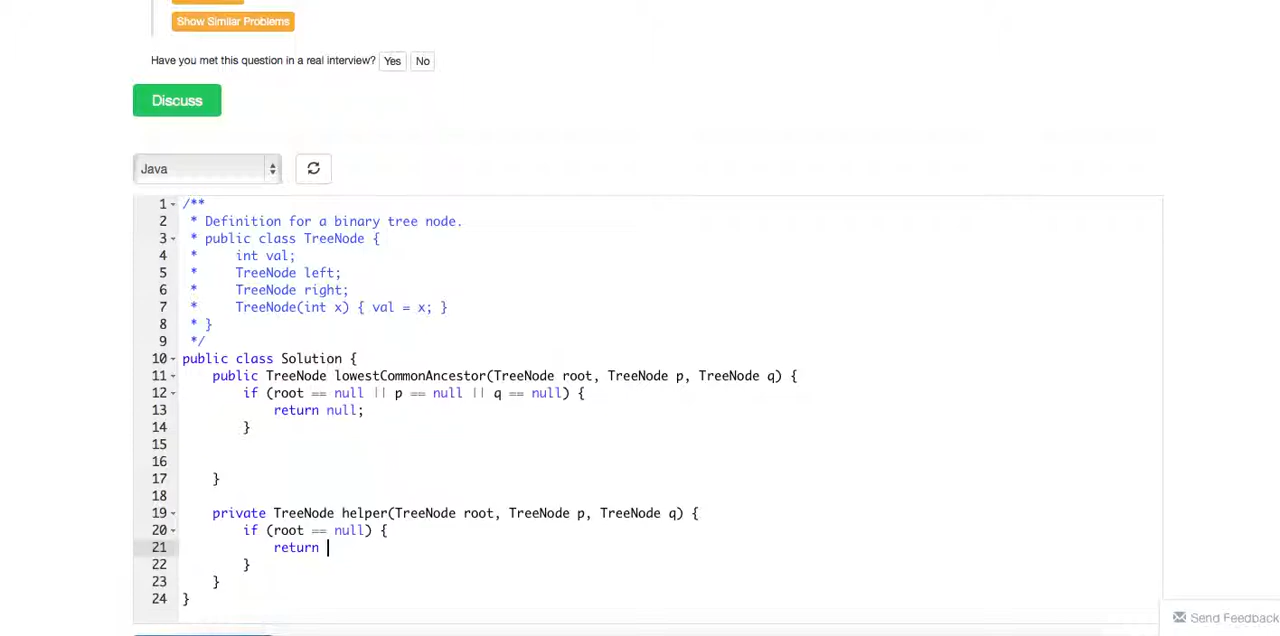 Show Similar Problems
Have you met this question in a real interview? Yes No
Discuss
Java
1 /**
2  * Definition for a binary tree node.
3  * public class TreeNode {
4  *     int val;
5  *     TreeNode left;
6  *     TreeNode right;
7  *     TreeNode(int x) { val = x; }
8  * }
9  */
10 public class Solution {
11     public TreeNode lowestCommonAncestor(TreeNode root, TreeNode p, TreeNode q) {
12         if (root == null || p == null || q == null) {
13             return null;
14         }
15
16
17     }
18
19     private TreeNode helper(TreeNode root, TreeNode p, TreeNode q) {
20         if (root == null) {
21             return
22         }
23     }
24 }
Send Feedback